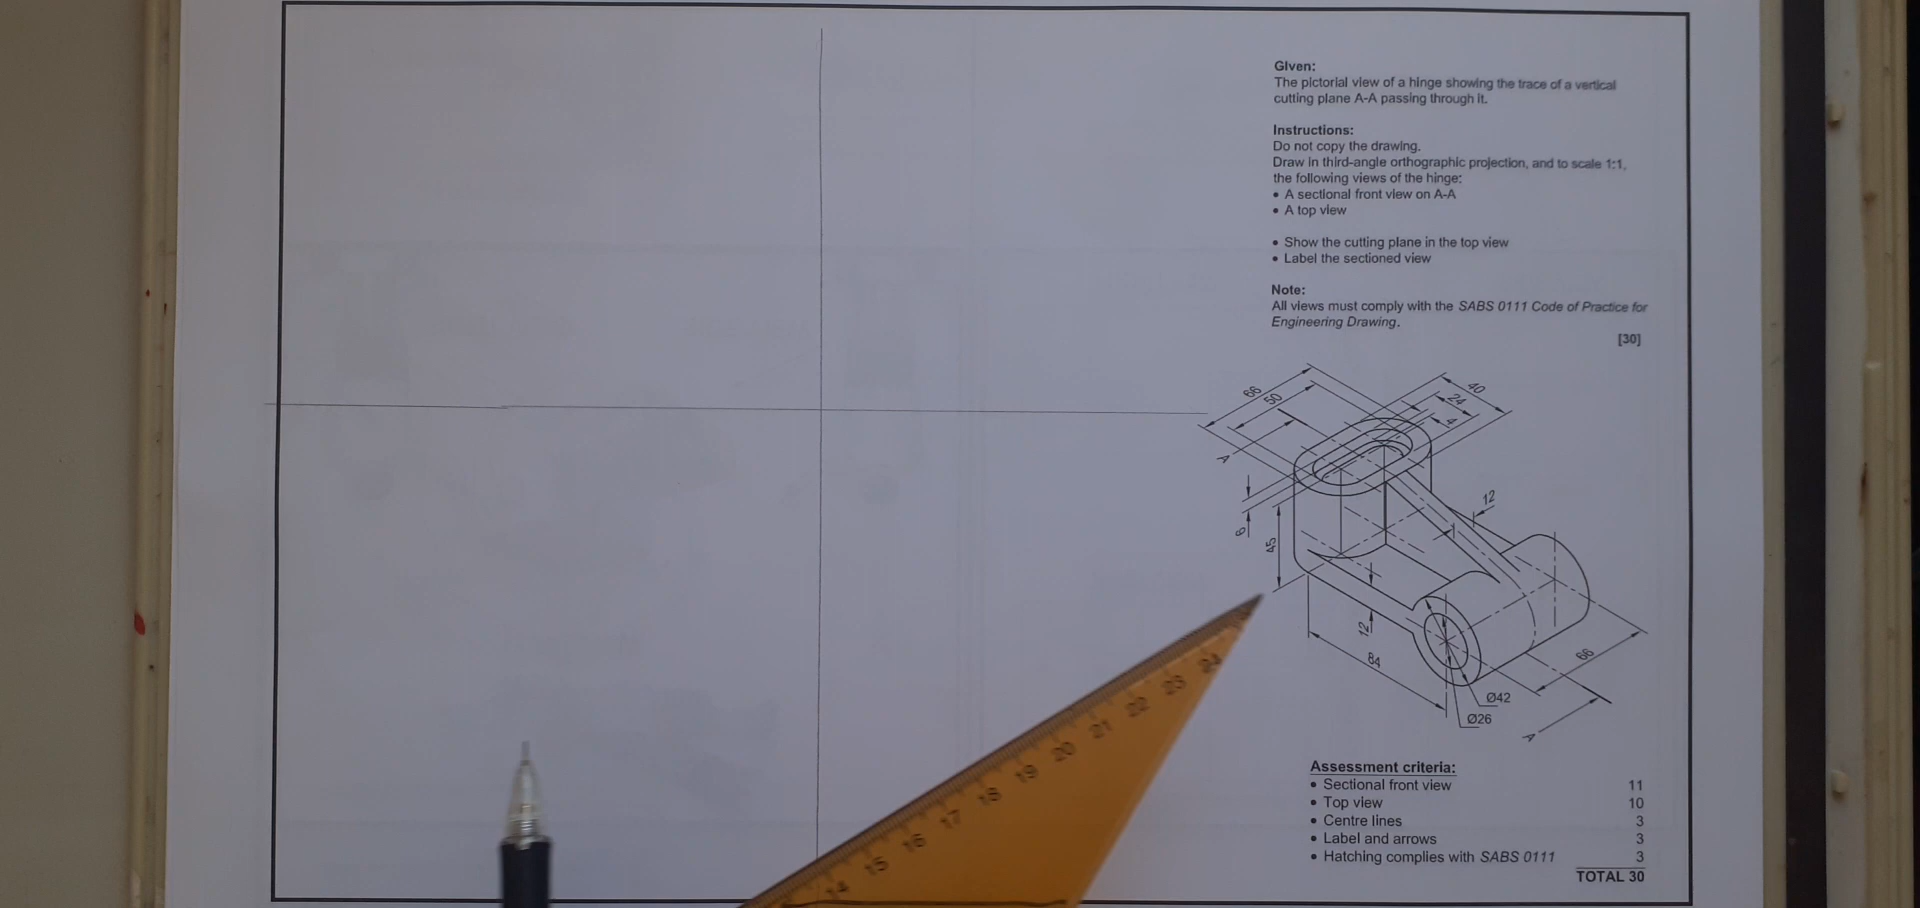 Given:
The pictorial view of a hinge showing the trace of a vertical
cutting plane A-A passing through it.
Instructions:
Do not copy the drawing.
Draw in third-angle orthographic projection, and to scale 1:1,
the following views of the hinge:
• A sectional front view on A-A
• A top view
• Show the cutting plane in the top view
• Label the sectioned view
Note:
All views must comply with the SABS 0111 Code of Practice for
Engineering Drawing.
[30]
66
50
40
24
4
A
12
6
45
12
84
66
Ø42
Ø26
A
24
23
22
21
20
19
18
17
16
15
14
Assessment criteria:
• Sectional front view 11
• Top view 10
• Centre lines 3
• Label and arrows 3
• Hatching complies with SABS 0111 3
TOTAL 30